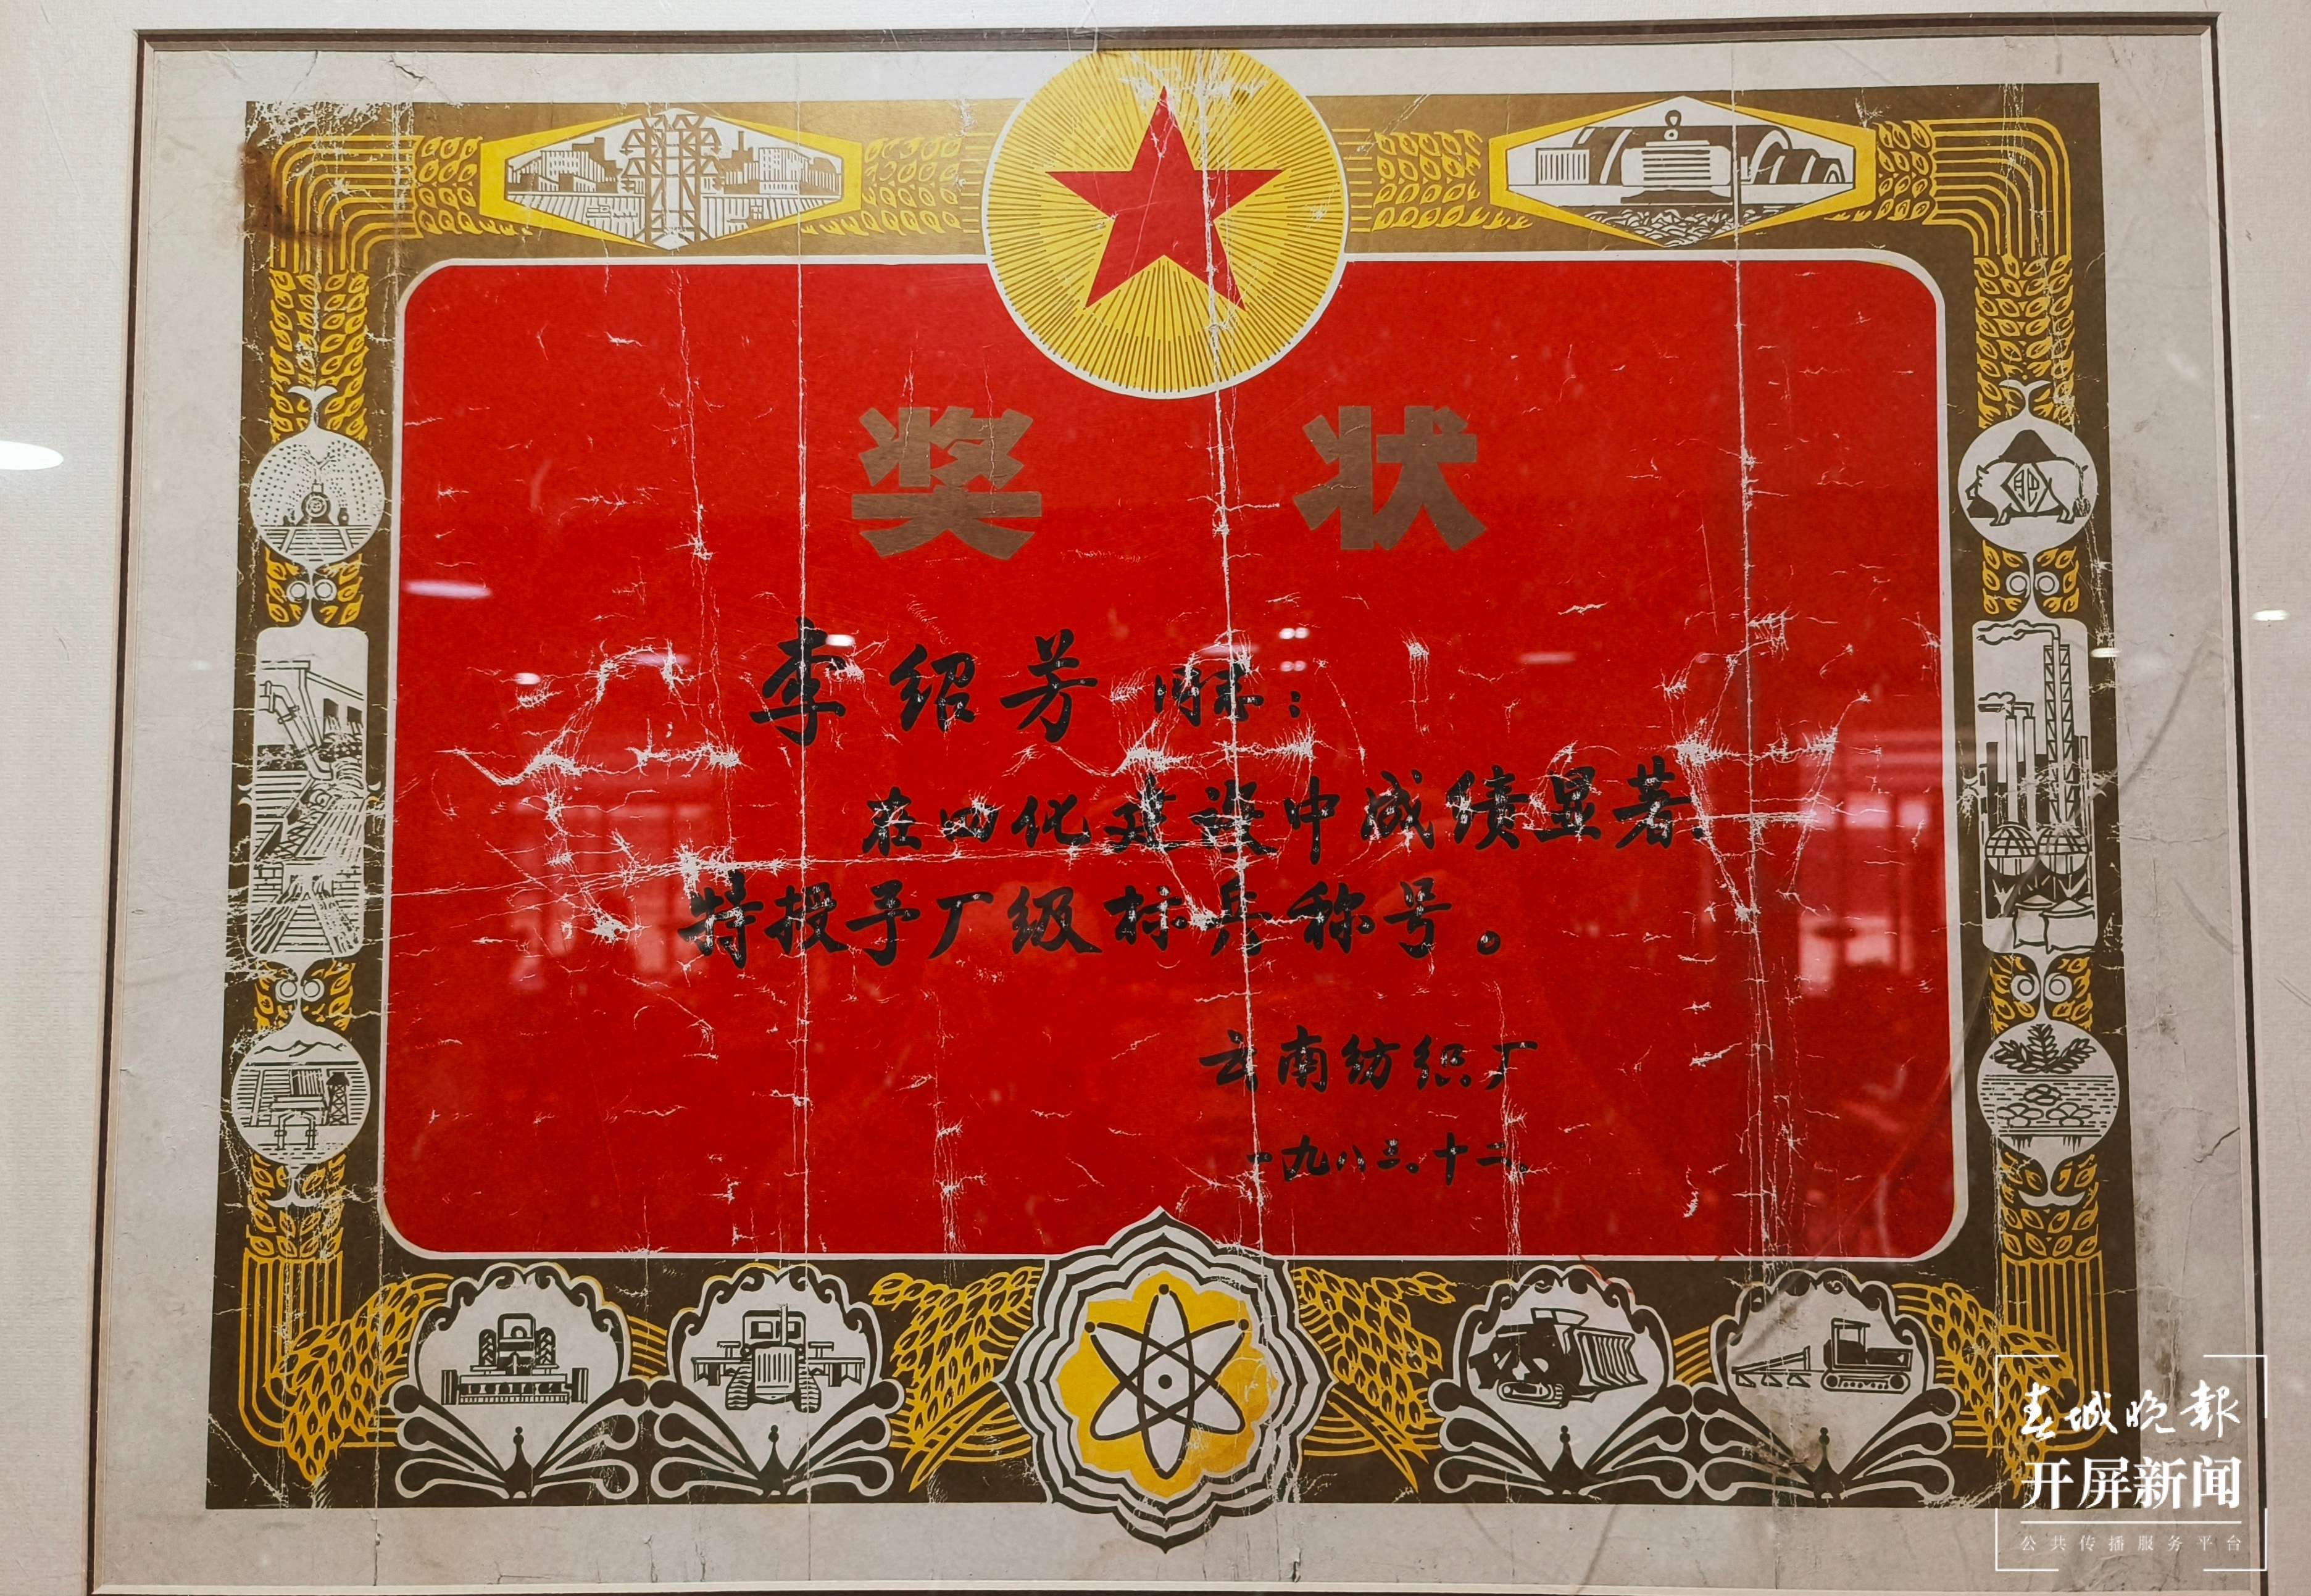 奖状
李绍芳同志：
在四化建设中成绩显著.
特授予厂级标兵称号。
云南纺织厂
一九八三.十二.
肥
春城晚報
开屏新闻
公共传播服务平台